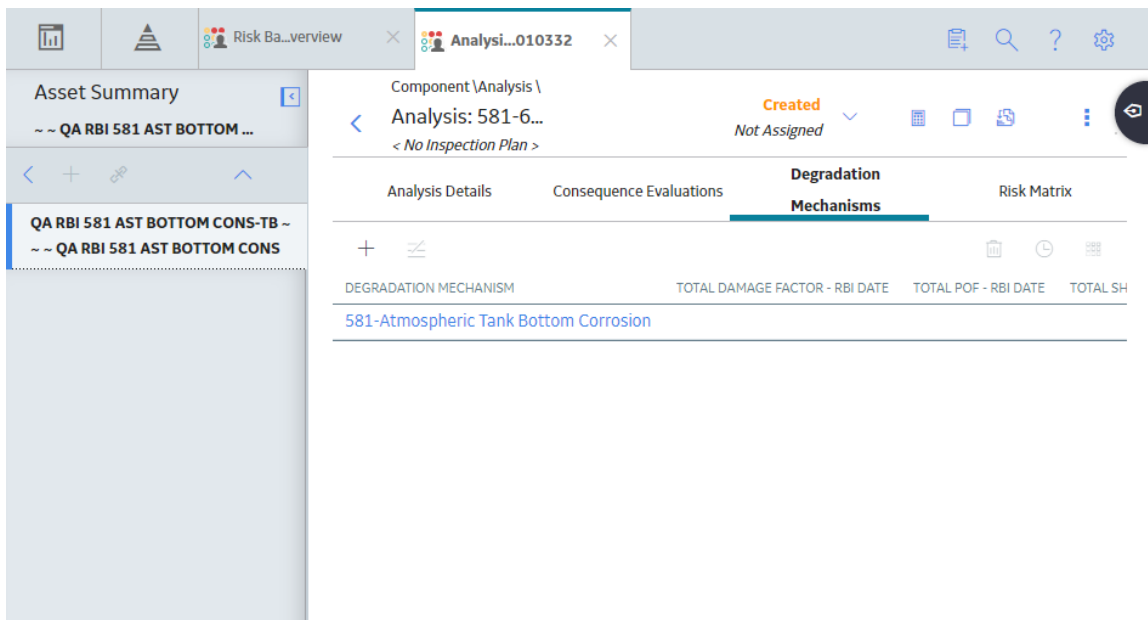 Risk Ba...verview
Analysi...010332
Asset Summary
~ ~ QA RBI 581 AST BOTTOM ...
QA RBI 581 AST BOTTOM CONS-TB ~
~ ~ QA RBI 581 AST BOTTOM CONS
Component \Analysis \
Analysis: 581-6...
< No Inspection Plan >
Created
Not Assigned
Analysis Details
Consequence Evaluations
Degradation
Mechanisms
Risk Matrix
DEGRADATION MECHANISM
TOTAL DAMAGE FACTOR - RBI DATE
TOTAL POF - RBI DATE
TOTAL SH
581-Atmospheric Tank Bottom Corrosion